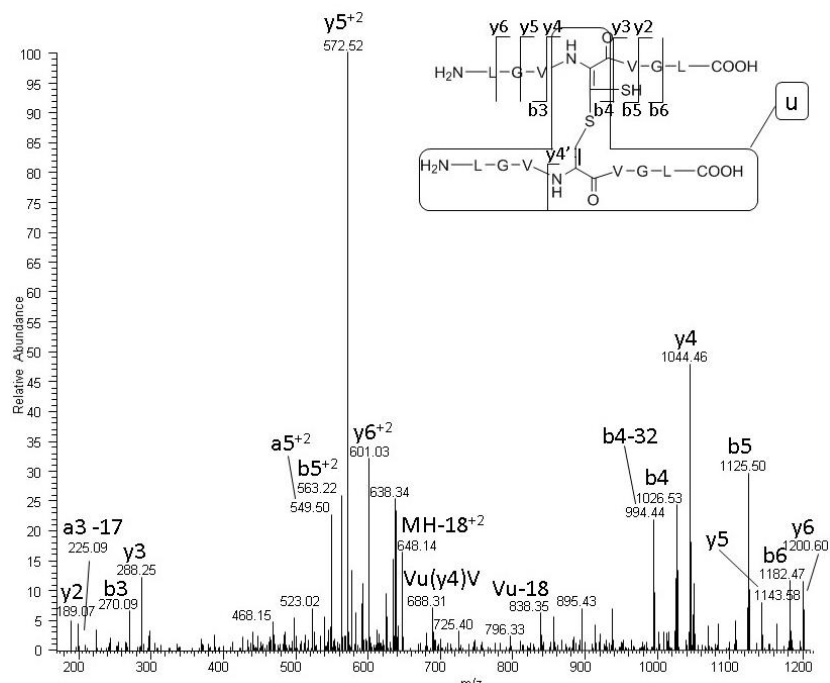 y5+2
572.52
y6 y5 y4 y3 y2
H
N
O
H2N—L—G—V V—G—L—COOH
SH
b3 b4 b5 b6
S
u
y4'
H2N—L—G—V V—G—L—COOH
N
H
O
100
95
90
85
80
75
70
65
60
55
50
45
40
35
30
25
20
15
10
5
0
Relative Abundance
y4
1044.46
a5+2
b5+2
563.22
549.50
y6+2
601.03
638.34
MH-18+2
648.14
b4-32
b4
1026.53
994.44
b5
1125.50
a3 -17
225.09
y3
288.25
y2
189.07
b3
270.09
468.15
523.02
Vu(y4)V
688.31
725.40
Vu-18
838.35
796.33
895.43
y5
1143.58
b6
1182.47
y6
1200.60
200 300 400 500 600 700 800 900 1000 1100 1200
m/z